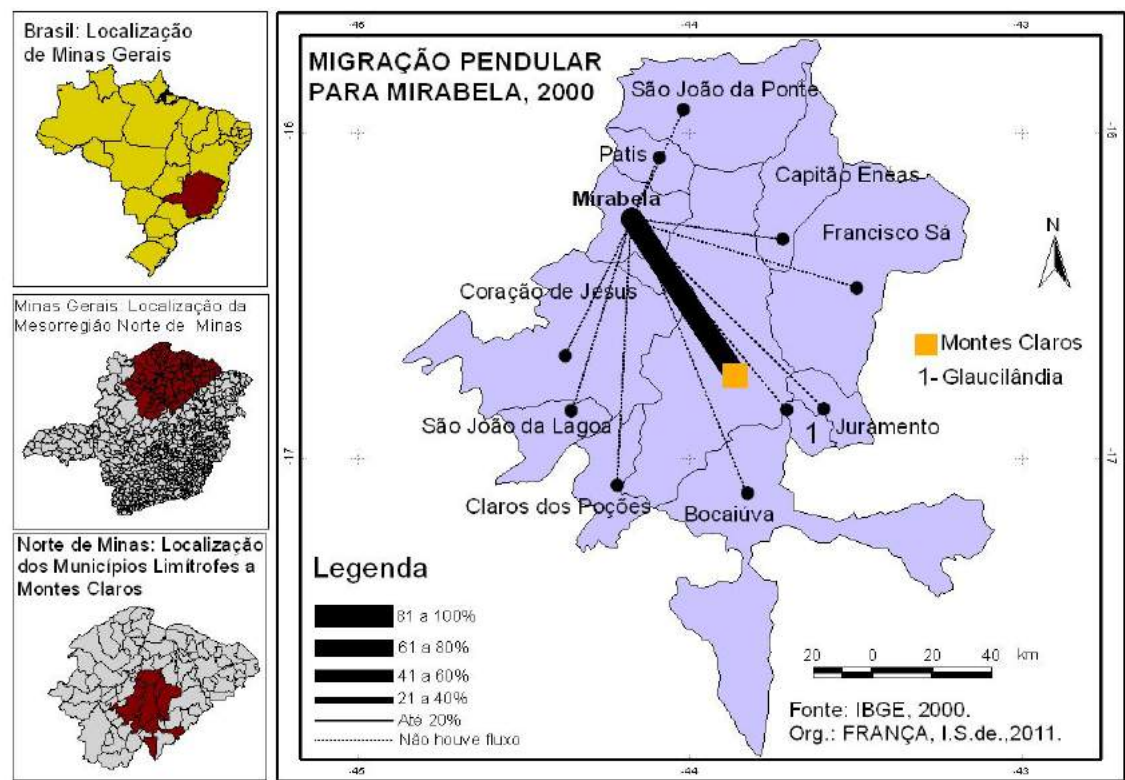 Brasil: Localização
de Minas Gerais
Minas Gerais: Localização da
Mesorregião Norte de Minas
Norte de Minas: Localização
dos Municípios Limítrofes a
Montes Claros
-45
-44
-43
MIGRAÇÃO PENDULAR
PARA MIRABELA, 2000
São João da Ponte
-16
-16
Patis
Capitão Enéas
Mirabela
Francisco Sá
N
Coração de Jesus
Montes Claros
1- Glaucilândia
São João da Lagoa
1
Juramento
-17
-17
Claros dos Poções
Bocaiúva
Legenda
81 a 100%
61 a 80%
41 a 60%
21 a 40%
Até 20%
Não houve fluxo
20 0 20 40 km
Fonte: IBGE, 2000.
Org.: FRANÇA, I.S.de.,2011.
-45
-44
-43